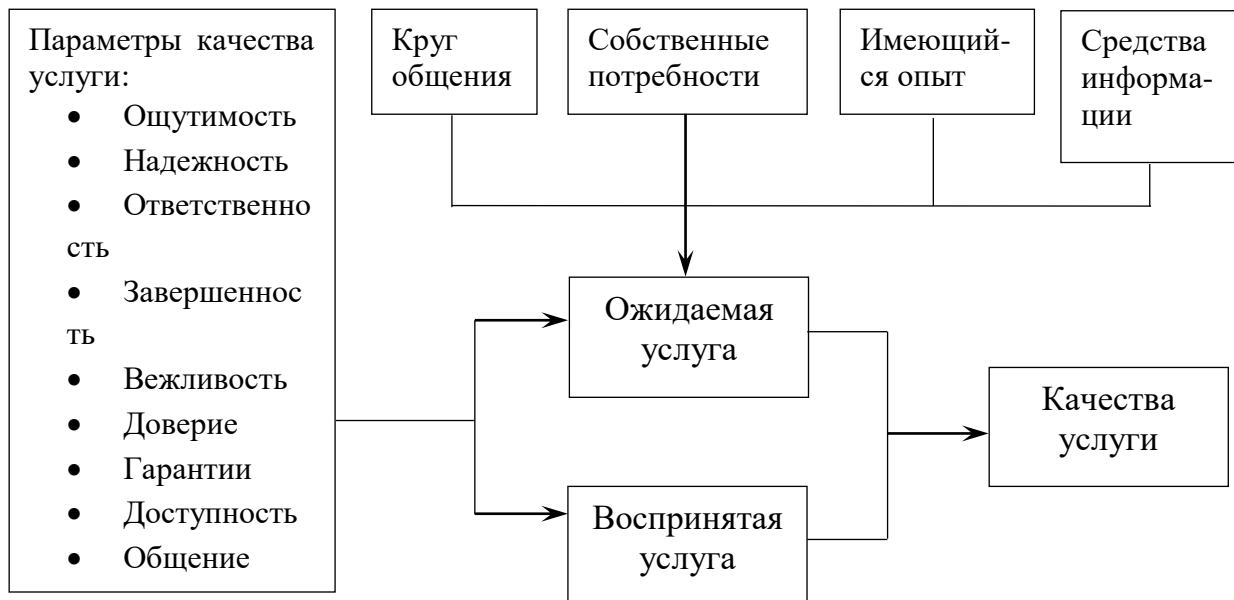 Параметры качества
услуги:
• Ощутимость
• Надежность
• Ответственно
сть
• Завершеннос
ть
• Вежливость
• Доверие
• Гарантии
• Доступность
• Общение
Круг
общения
Собственные
потребности
Имеющий-
ся опыт
Средства
информа-
ции
Ожидаемая
услуга
Воспринятая
услуга
Качества
услуги